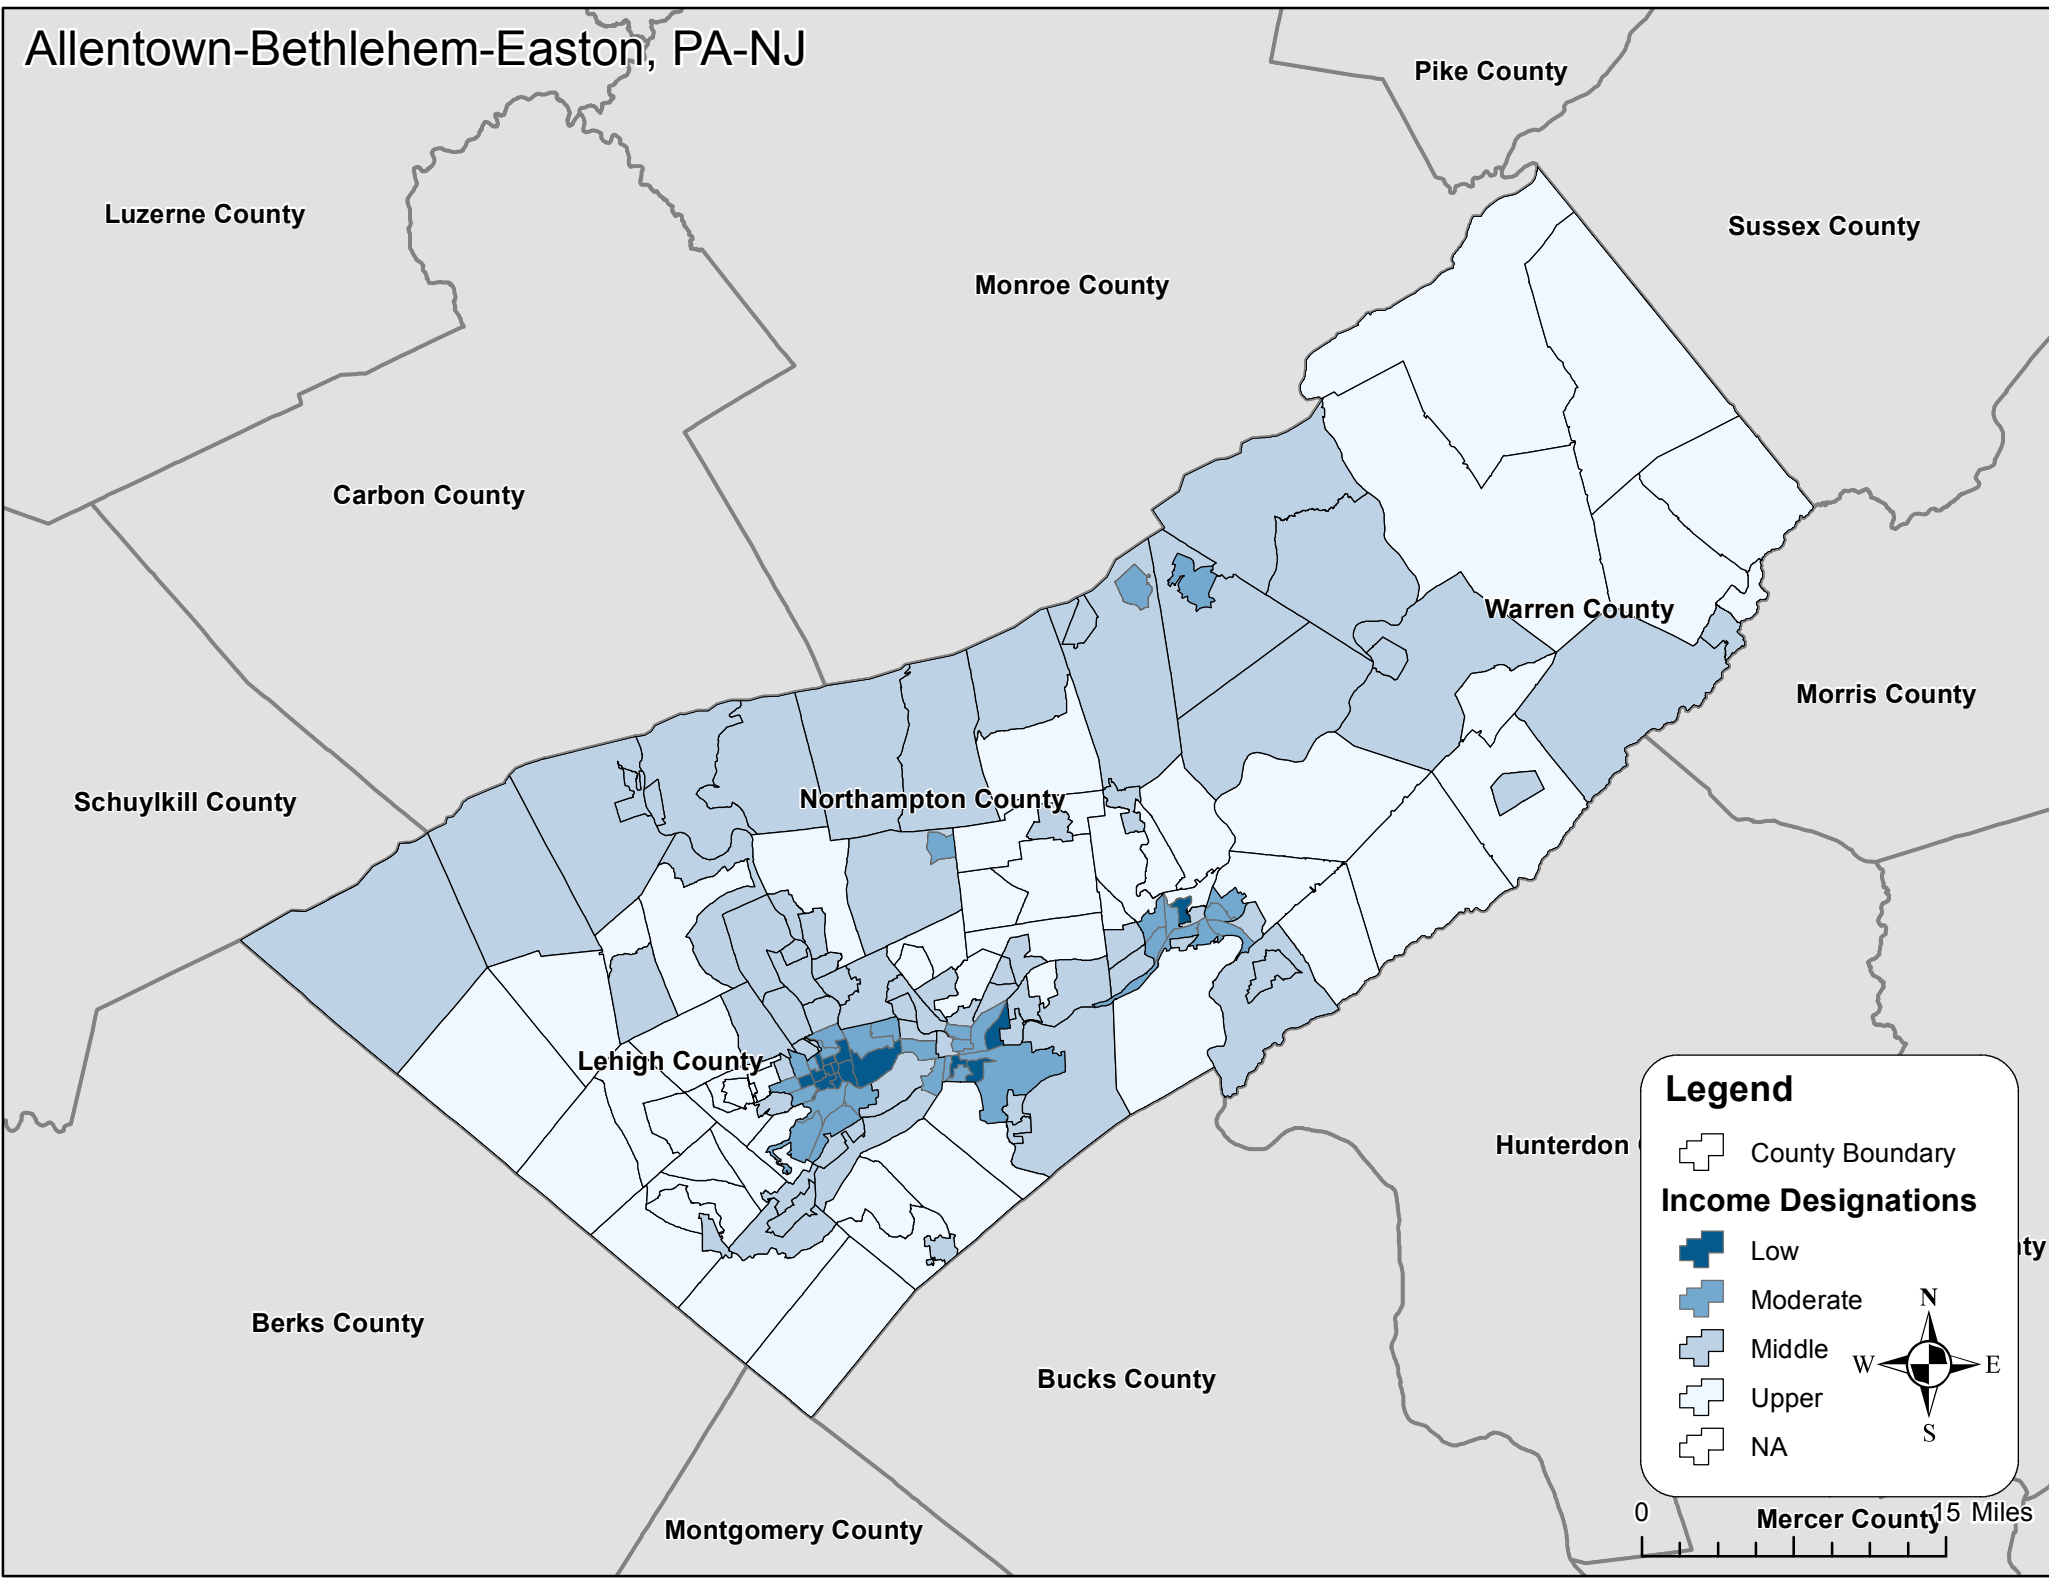 Allentown-Bethlehem-Easton, PA-NJ
Pike County
Luzerne County
Sussex County
Monroe County
Carbon County
Warren County
Morris County
Schuylkill County
Northampton County
Lehigh County
Legend
County Boundary
Hunterdon
Income Designations
Low
Moderate
Middle
Upper
NA
N
W
E
S
Berks County
Bucks County
Montgomery County
Mercer County
0
15 Miles